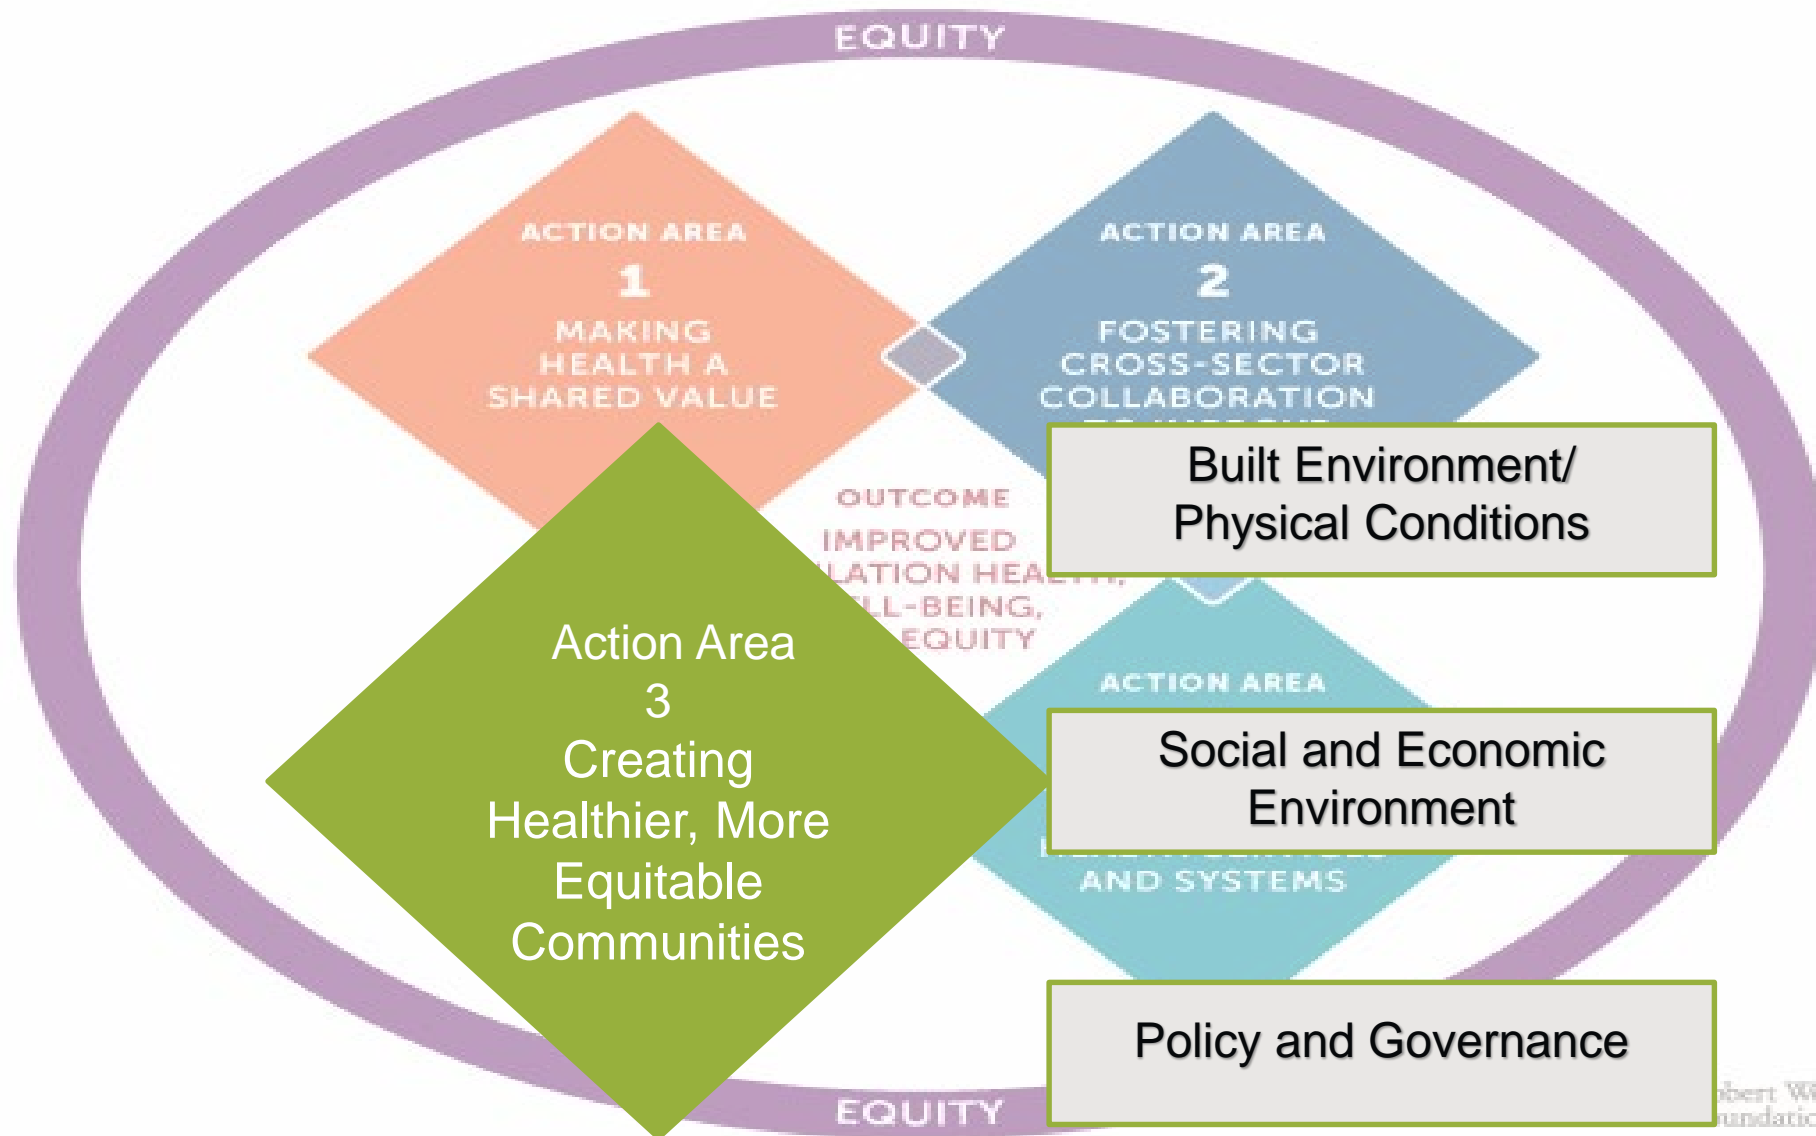 EQUITY
ACTION AREA
1
MAKING
HEALTH A
SHARED VALUE
ACTION AREA
2
FOSTERING
CROSS-SECTOR
COLLABORATION
OUTCOME
IMPROVED
EQUITY
Built Environment/
Physical Conditions
Action Area
3
Creating
Healthier, More
Equitable
Communities
ACTION AREA
Social and Economic
Environment
AND SYSTEMS
Policy and Governance
EQUITY